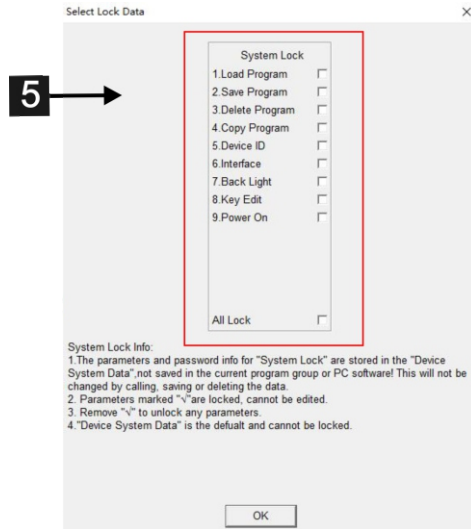 Select Lock Data
5
System Lock
1.Load Program
2.Save Program
3.Delete Program
4.Copy Program
5.Device ID
6.Interface
7.Back Light
8.Key Edit
9.Power On
All Lock
System Lock Info:
1.The parameters and password info for "System Lock" are stored in the "Device
System Data",not saved in the current program group or PC software! This will not be
changed by calling, saving or deleting the data.
2. Parameters marked "√"are locked, cannot be edited.
3. Remove "√" to unlock any parameters.
4."Device System Data" is the defualt and cannot be locked.
OK